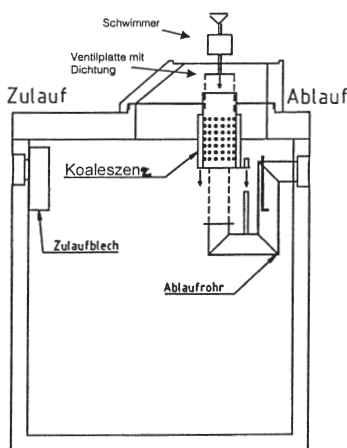 Schwimmer
Ventilplatte mit
Dichtung
Zulauf
Ablauf
Koaleszenz
Zulaufblech
Ablaufrohr